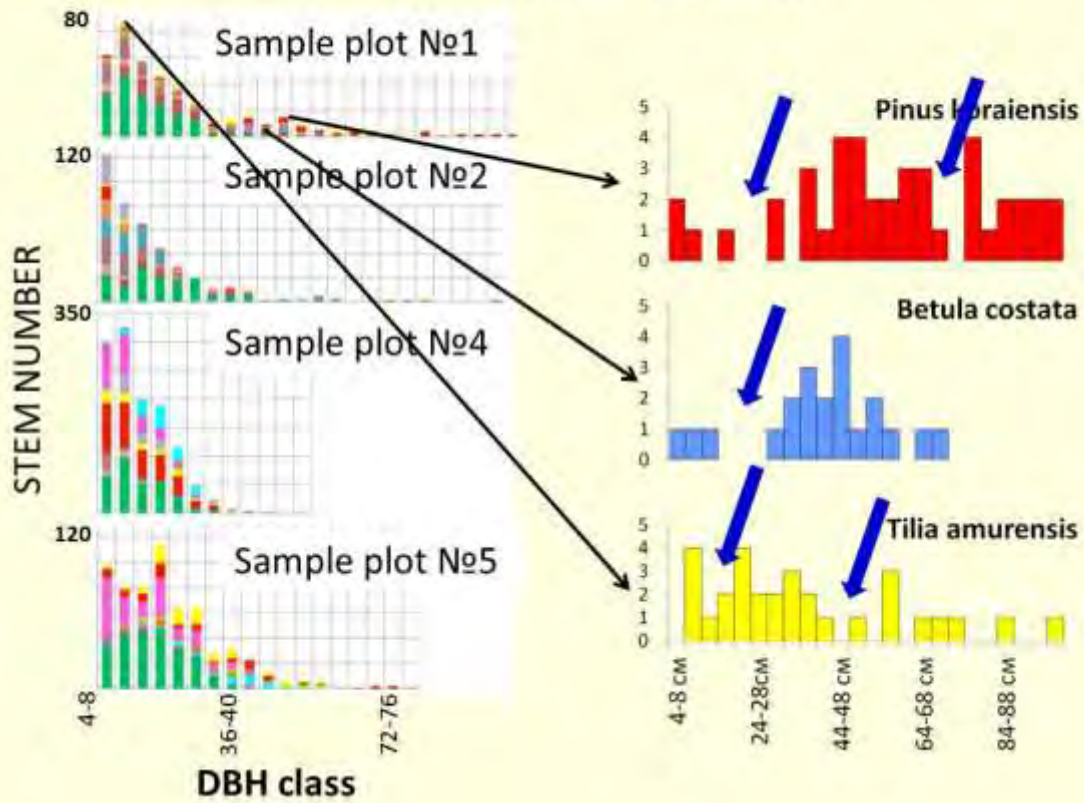 80
Sample plot №1
120
Sample plot №2
350
Sample plot №4
120
Sample plot №5
STEM NUMBER
4-8
36-40
72-76
DBH class
5
4
3
2
1
0
Pinus koraiensis
5
4
3
2
1
0
Betula costata
5
4
3
2
1
0
Tilia amurensis
4-8 см
24-28см
44-48 см
64-68 см
84-88 см